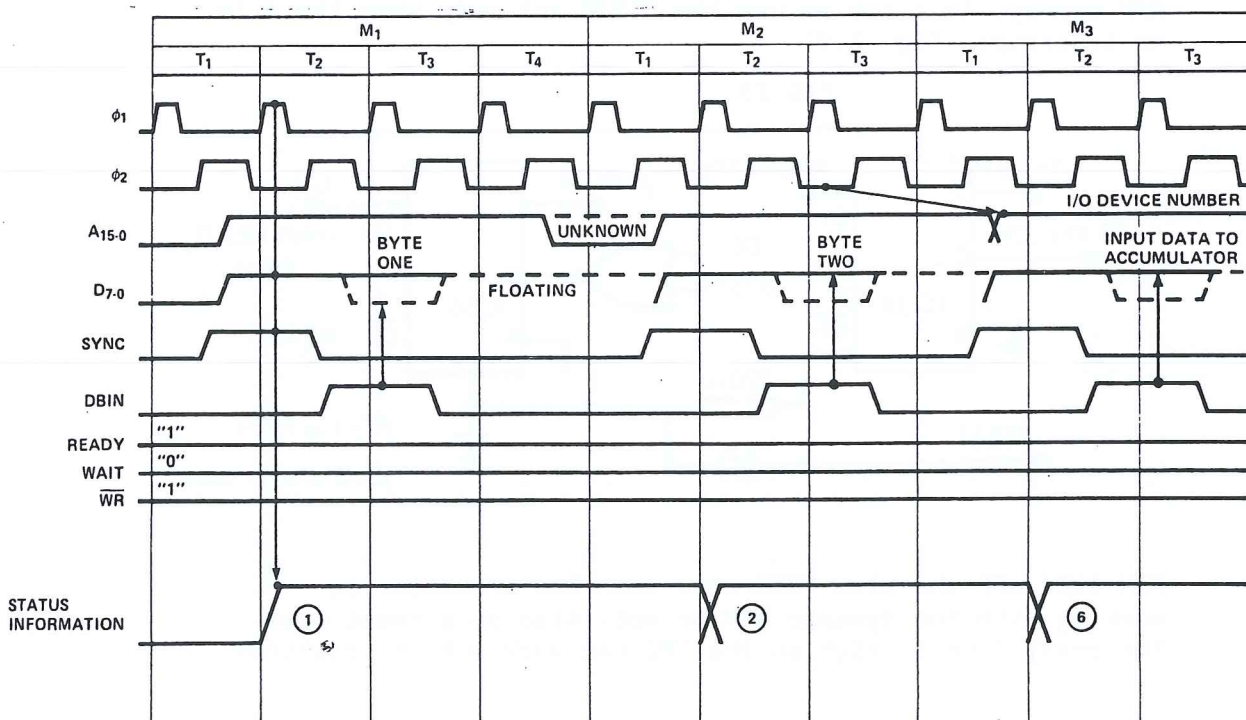 M1 M2 M3
T1 T2 T3 T4 T1 T2 T3 T1 T2 T3
ϕ1
ϕ2
I/O DEVICE NUMBER
A15-0
UNKNOWN
BYTE
ONE
BYTE
TWO
INPUT DATA TO
ACCUMULATOR
D7-0
FLOATING
SYNC
DBIN
"1"
READY
"0"
WAIT
"1"
WR
STATUS
INFORMATION
1 2 6